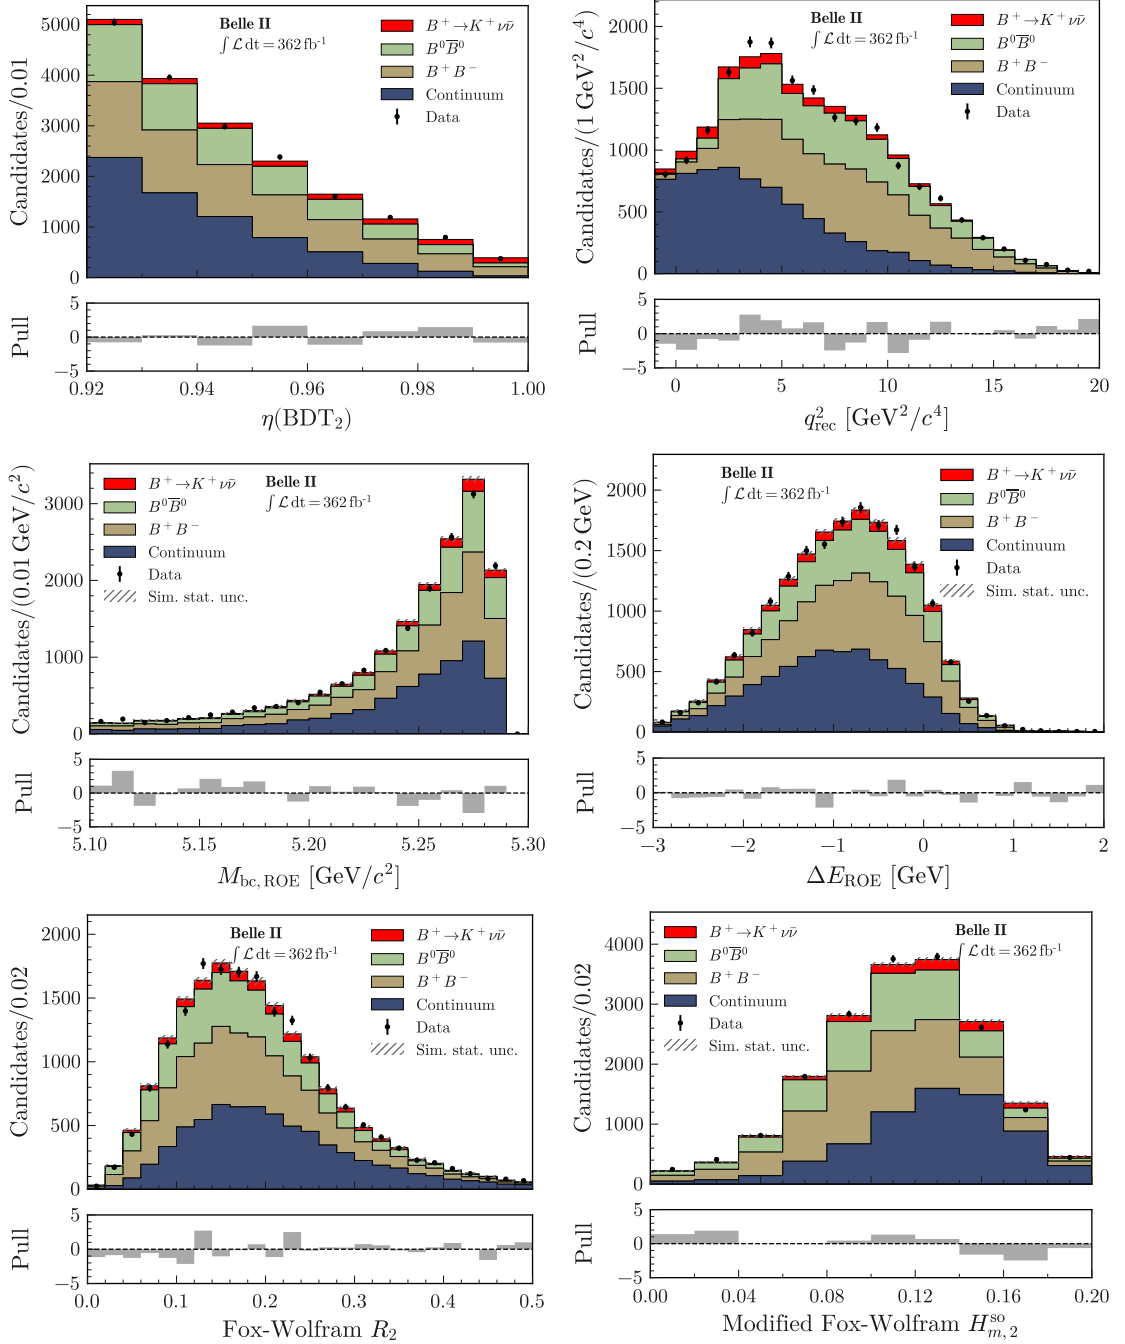 Candidates/0.01
5000
4000
3000
2000
1000
0
Belle II
∫ 𝓛 dt = 362 fb⁻¹
B⁺→K⁺νν̄
B⁰B̄⁰
B⁺B⁻
Continuum
Data
Pull
5
0
−5
0.92 0.94 0.96 0.98 1.00
η(BDT₂)
Candidates/(1 GeV²/c⁴)
2000
1500
1000
500
0
Belle II
∫ 𝓛 dt = 362 fb⁻¹
B⁺→K⁺νν̄
B⁰B̄⁰
B⁺B⁻
Continuum
Data
Pull
5
0
−5
0 5 10 15 20
q²rec [GeV²/c⁴]
Candidates/(0.01 GeV/c²)
3000
2000
1000
0
B⁺→K⁺νν̄
B⁰B̄⁰
B⁺B⁻
Continuum
Data
Sim. stat. unc.
Belle II
∫ 𝓛 dt = 362 fb⁻¹
Pull
5
0
−5
5.10 5.15 5.20 5.25 5.30
M_bc,ROE [GeV/c²]
Candidates/(0.2 GeV)
2000
1500
1000
500
0
Belle II
∫ 𝓛 dt = 362 fb⁻¹
B⁺→K⁺νν̄
B⁰B̄⁰
B⁺B⁻
Continuum
Data
Sim. stat. unc.
Pull
5
0
−5
−3 −2 −1 0 1 2
ΔE_ROE [GeV]
Candidates/0.02
2000
1500
1000
500
0
Belle II
∫ 𝓛 dt = 362 fb⁻¹
B⁺→K⁺νν̄
B⁰B̄⁰
B⁺B⁻
Continuum
Data
Sim. stat. unc.
Pull
5
0
−5
0.0 0.1 0.2 0.3 0.4 0.5
Fox-Wolfram R₂
Candidates/0.02
4000
3000
2000
1000
0
B⁺→K⁺νν̄
B⁰B̄⁰
B⁺B⁻
Continuum
Data
Sim. stat. unc.
Belle II
∫ 𝓛 dt = 362 fb⁻¹
Pull
5
0
−5
0.00 0.04 0.08 0.12 0.16 0.20
Modified Fox-Wolfram H^so_m,2